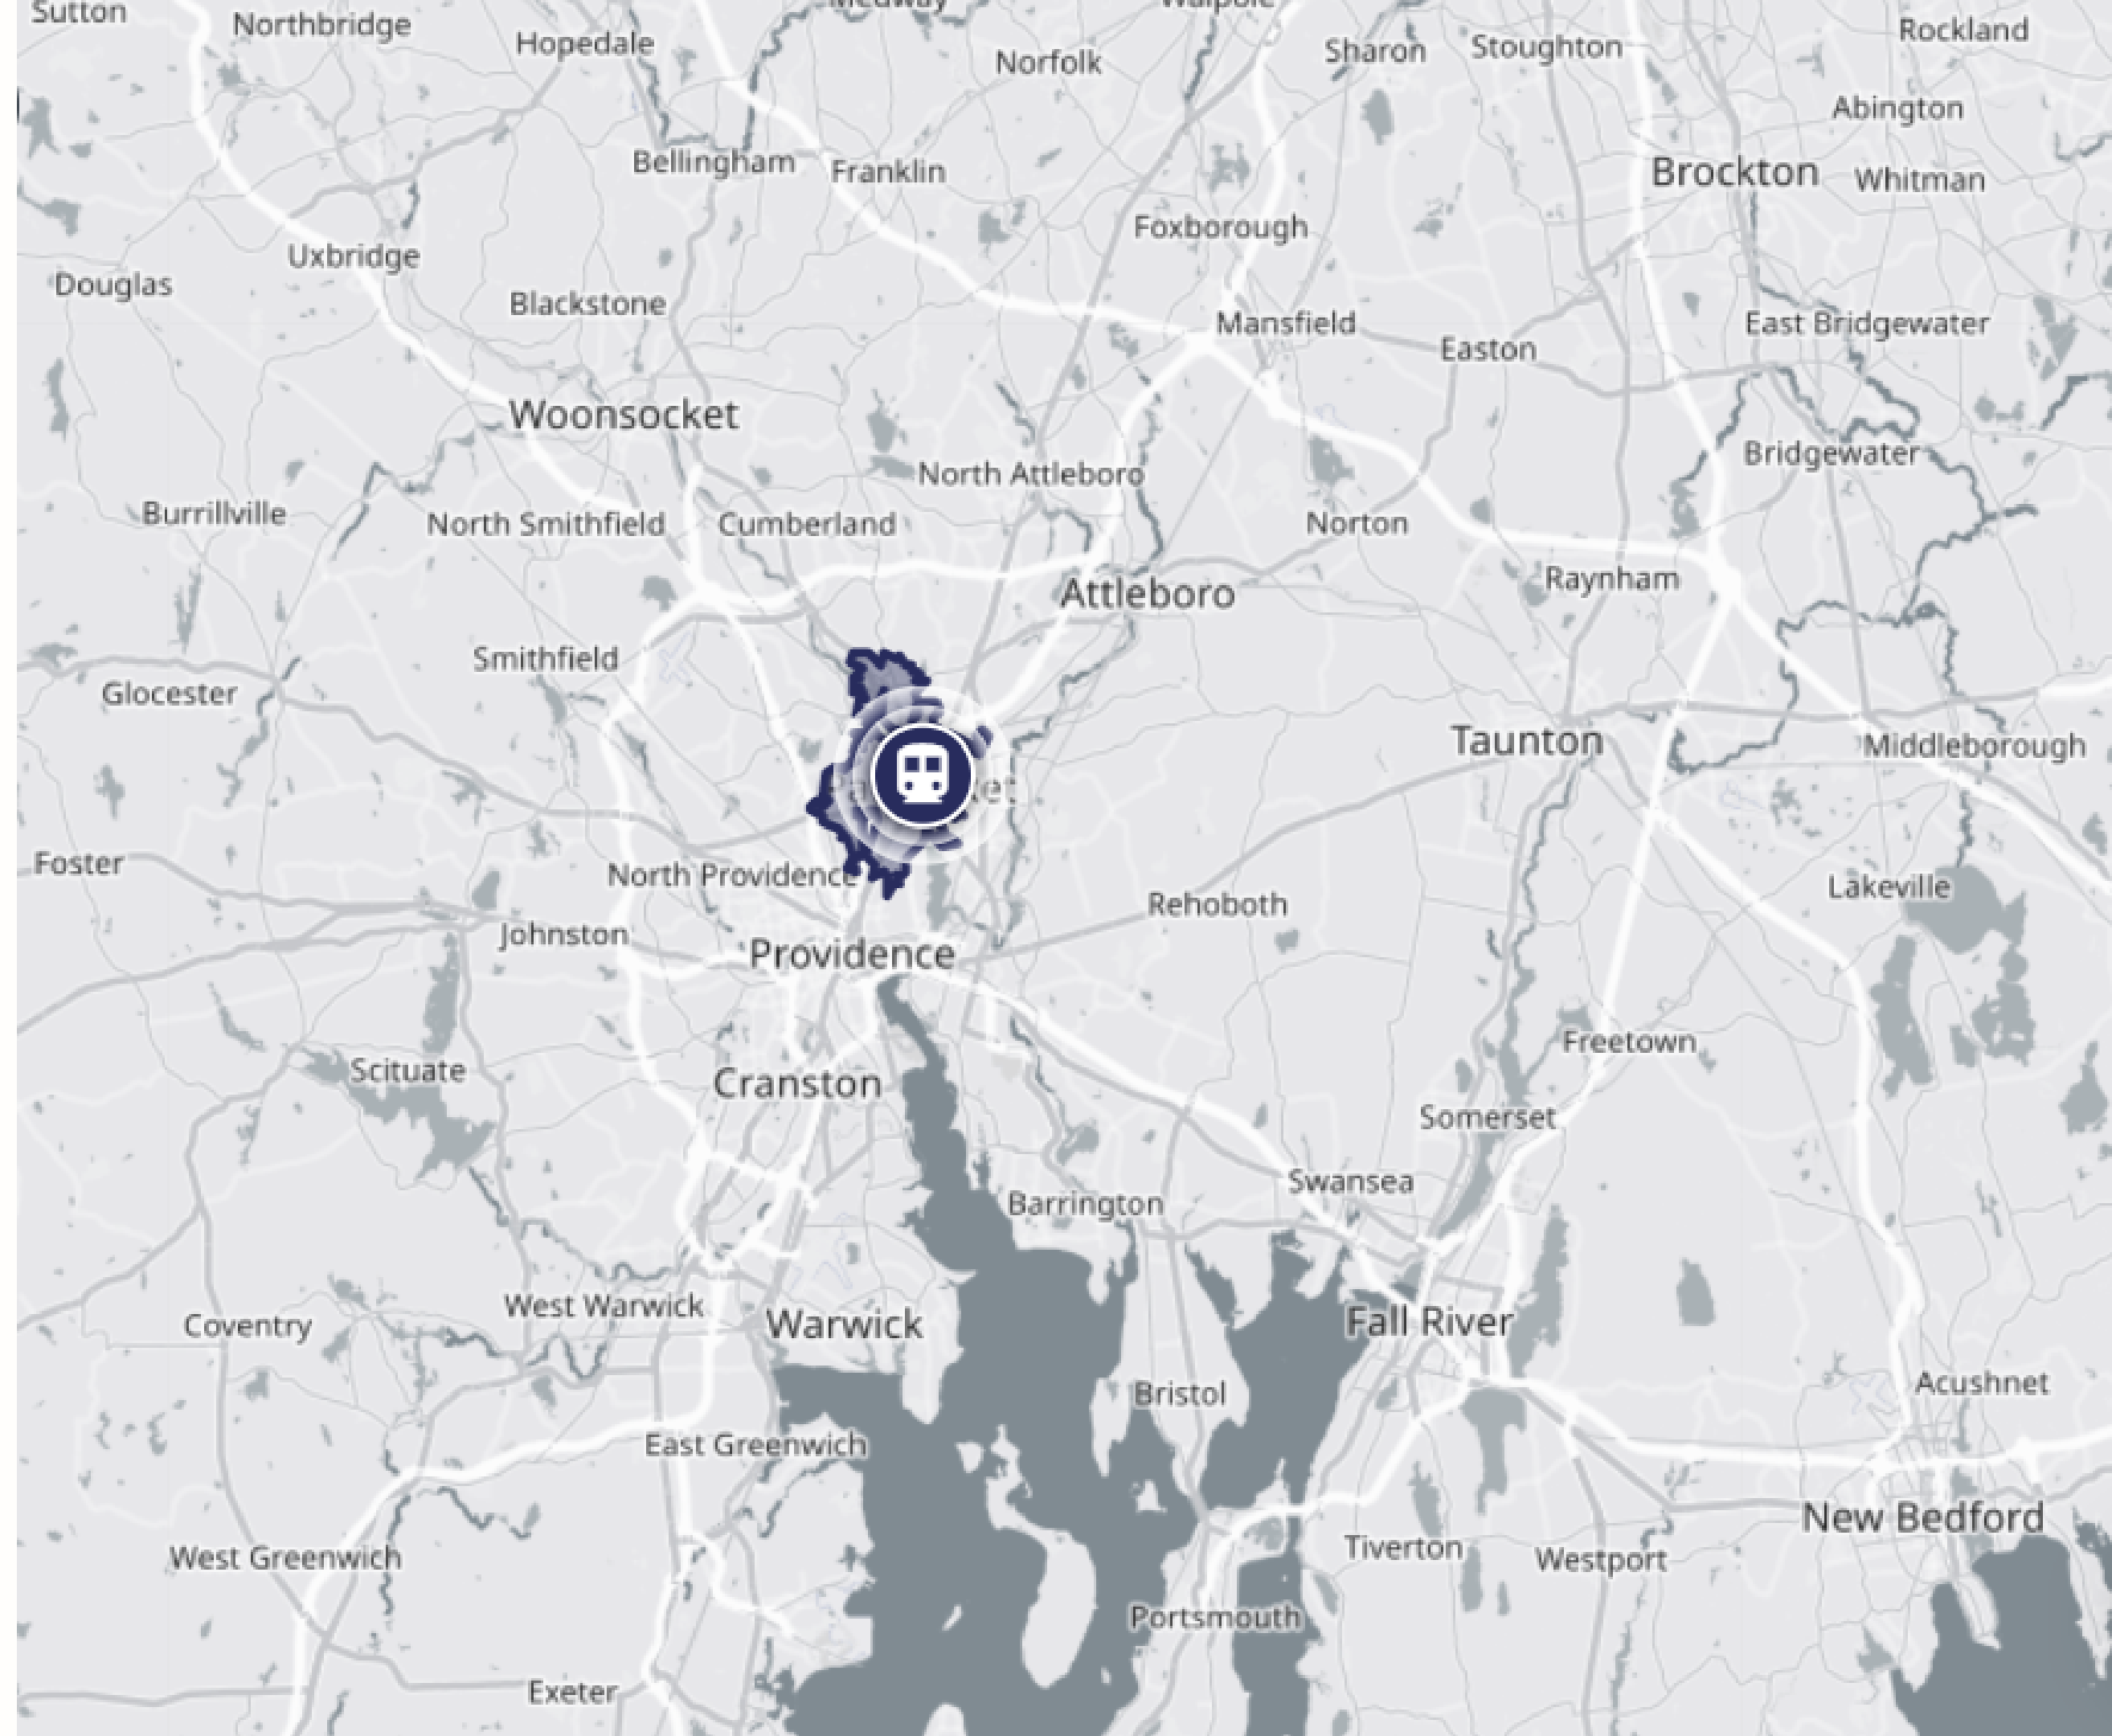 Sutton
Northbridge
Hopedale
Medway
Norfolk
Walpole
Sharon
Stoughton
Rockland
Abington
Bellingham
Franklin
Brockton
Whitman
Foxborough
Uxbridge
Douglas
Blackstone
Mansfield
Easton
East Bridgewater
Woonsocket
North Attleboro
Bridgewater
Burrillville
North Smithfield
Cumberland
Norton
Attleboro
Raynham
Smithfield
Glocester
Taunton
Middleborough
Foster
North Providence
Rehoboth
Lakeville
Johnston
Providence
Scituate
Cranston
Freetown
Somerset
Barrington
Swansea
Coventry
West Warwick
Warwick
Fall River
Bristol
Acushnet
East Greenwich
New Bedford
West Greenwich
Tiverton
Westport
Portsmouth
Exeter